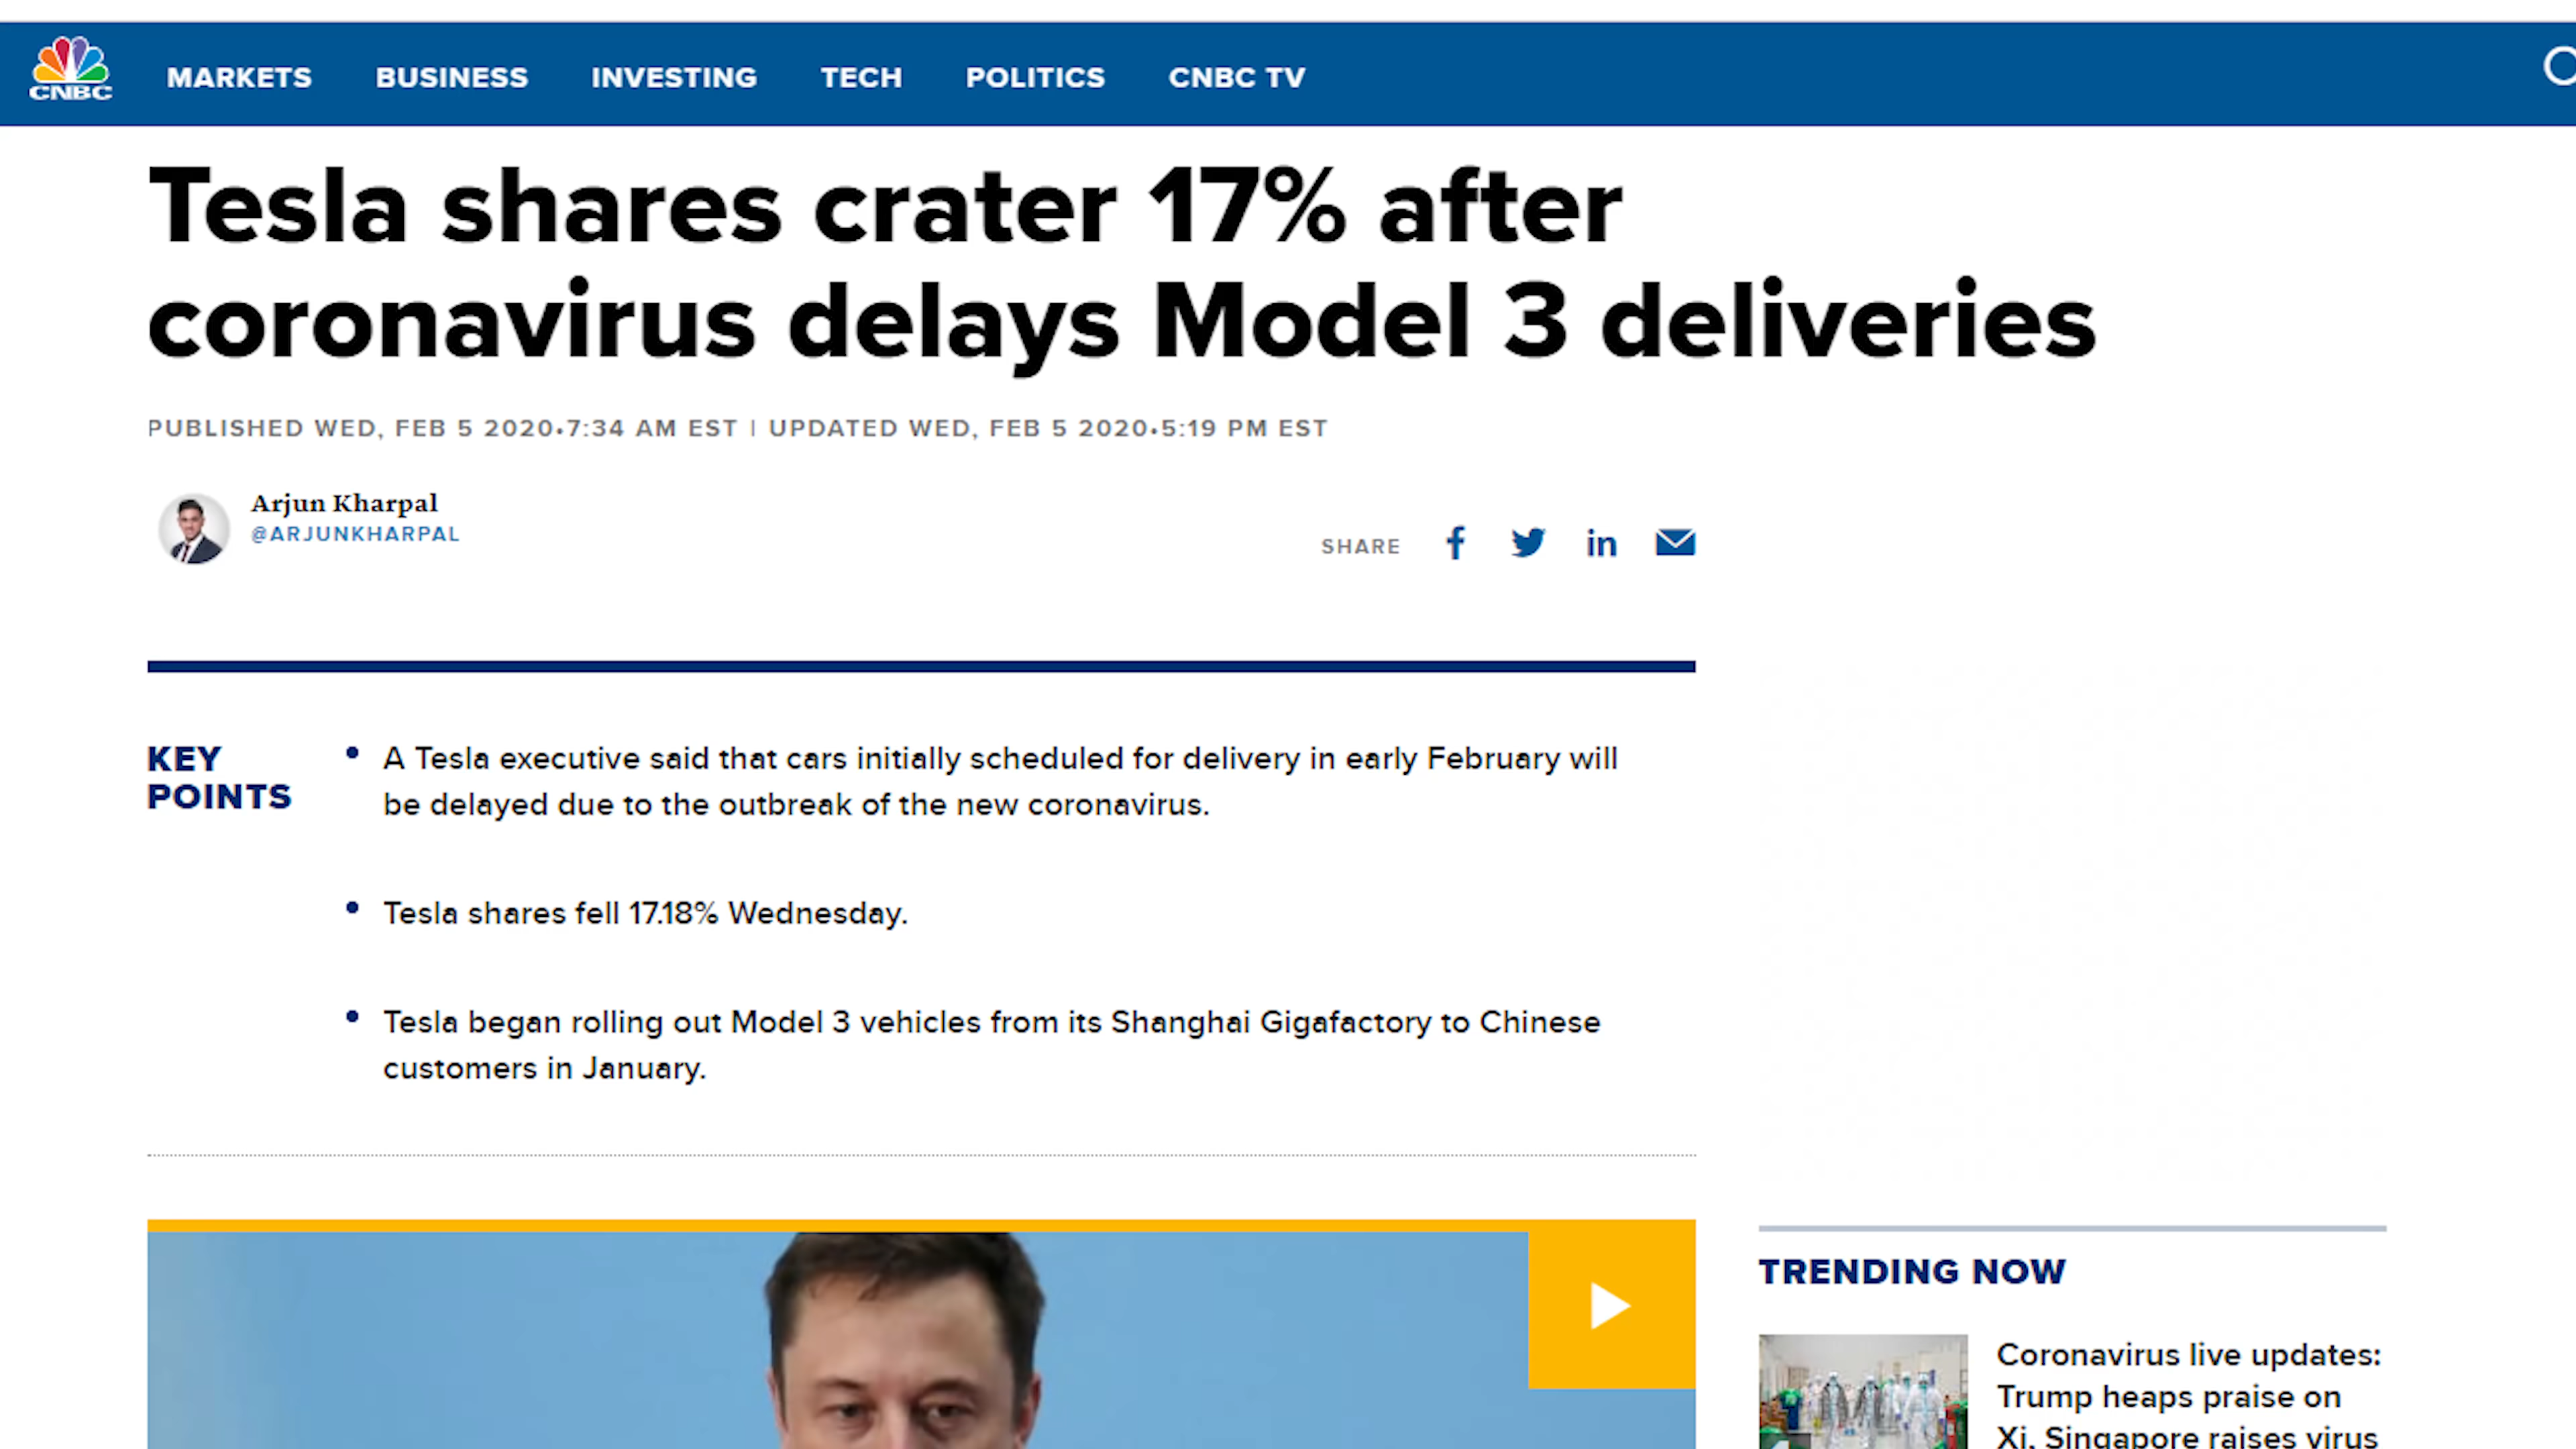 CNBC
MARKETS BUSINESS INVESTING TECH POLITICS CNBC TV
Tesla shares crater 17% after
coronavirus delays Model 3 deliveries
PUBLISHED WED, FEB 5 2020•7:34 AM EST | UPDATED WED, FEB 5 2020•5:19 PM EST
Arjun Kharpal
@ARJUNKHARPAL
SHARE
KEY
POINTS
• A Tesla executive said that cars initially scheduled for delivery in early February will
be delayed due to the outbreak of the new coronavirus.
• Tesla shares fell 17.18% Wednesday.
• Tesla began rolling out Model 3 vehicles from its Shanghai Gigafactory to Chinese
customers in January.
TRENDING NOW
Coronavirus live updates:
Trump heaps praise on
Xi, Singapore raises virus